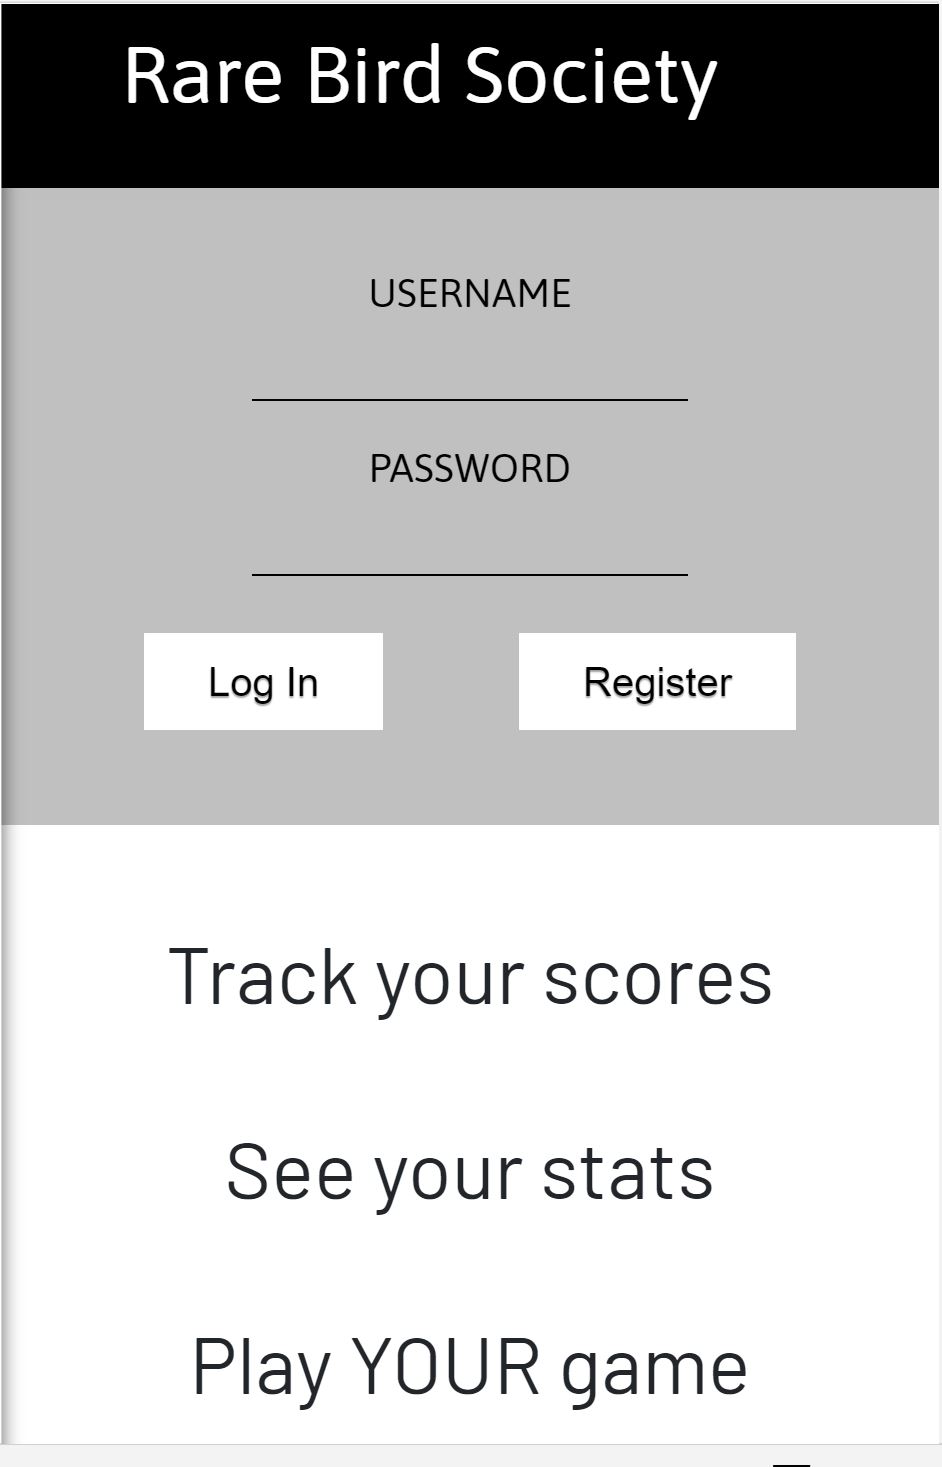 Rare Bird Society
USERNAME
PASSWORD
Log In Register
Track your scores
See your stats
Play YOUR game